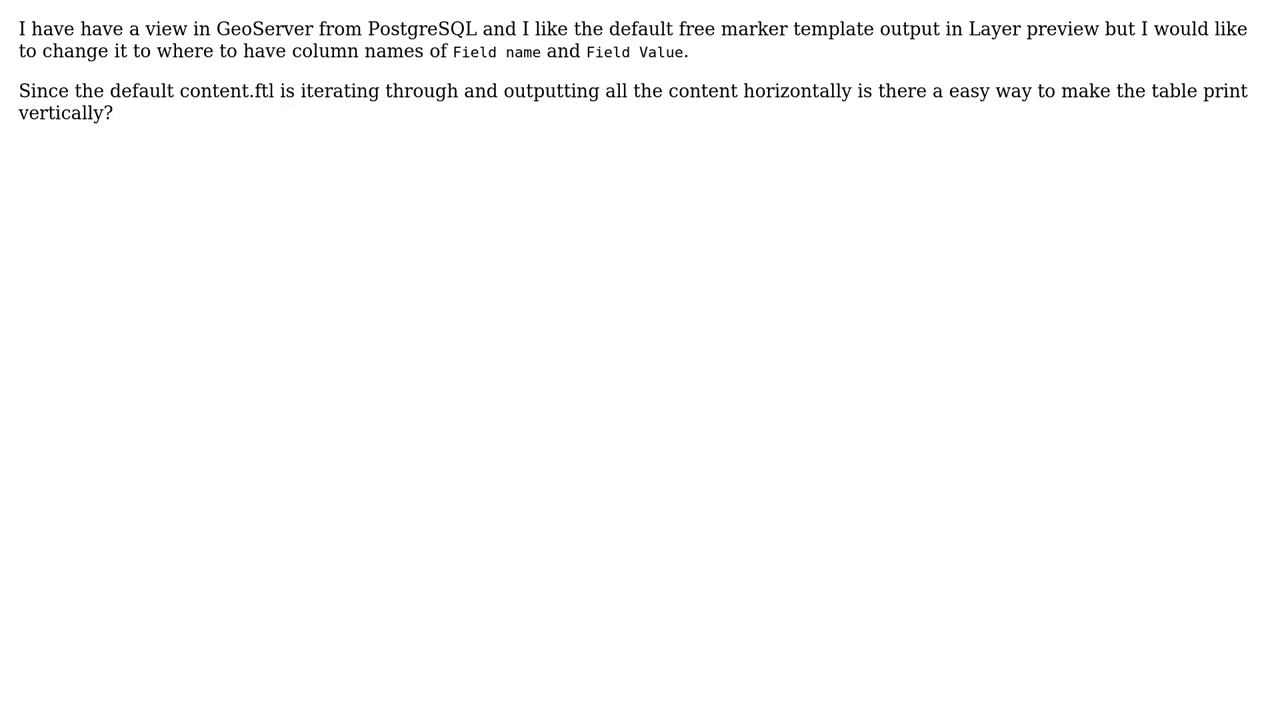 I have have a view in GeoServer from PostgreSQL and I like the default free marker template output in Layer preview but I would like
to change it to where to have column names of Field name and Field Value.
Since the default content.ftl is iterating through and outputting all the content horizontally is there a easy way to make the table print
vertically?